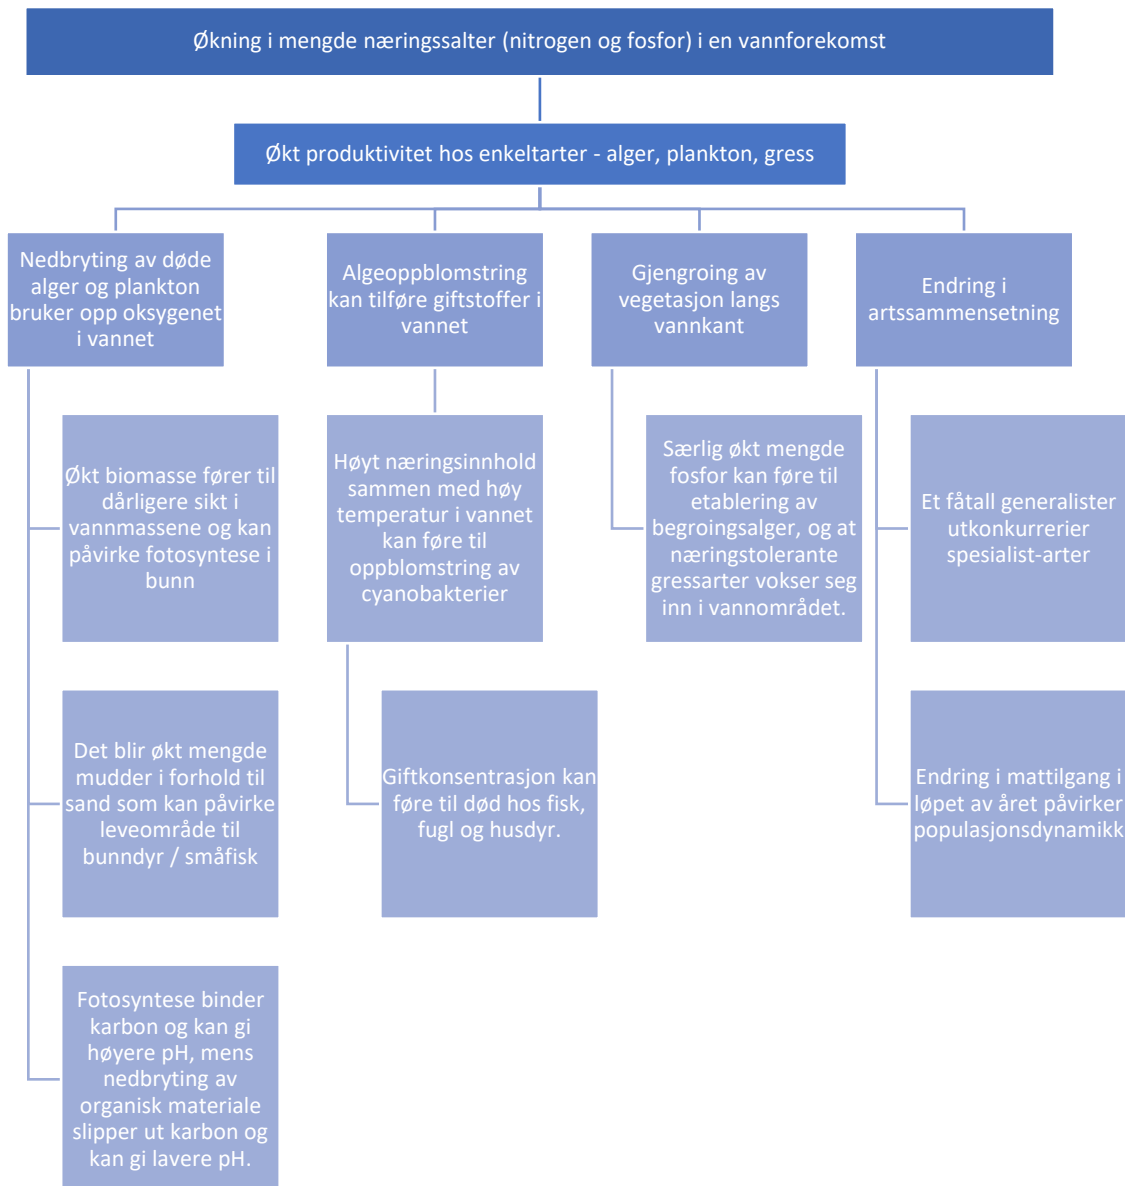 Økning i mengde næringssalter (nitrogen og fosfor) i en vannforekomst
Økt produktivitet hos enkeltarter - alger, plankton, gress
Nedbryting av døde
alger og plankton
bruker opp oksygenet
i vannet
Økt biomasse fører til
dårligere sikt i
vannmassene og kan
påvirke fotosyntese i
bunn
Det blir økt mengde
mudder i forhold til
sand som kan påvirke
leveområde til
bunndyr / småfisk
Fotosyntese binder
karbon og kan gi
høyere pH, mens
nedbryting av
organisk materiale
slipper ut karbon og
kan gi lavere pH.
Algeoppblomstring
kan tilføre giftstoffer i
vannet
Høyt næringsinnhold
sammen med høy
temperatur i vannet
kan føre til
oppblomstring av
cyanobakterier
Giftkonsentrasjon kan
føre til død hos fisk,
fugl og husdyr.
Gjengroing av
vegetasjon langs
vannkant
Særlig økt mengde
fosfor kan føre til
etablering av
begroingsalger, og at
næringstolerante
gressarter vokser seg
inn i vannområdet.
Endring i
artssammensetning
Et fåtall generalister
utkonkurrerier
spesialist-arter
Endring i mattilgang i
løpet av året påvirker
populasjonsdynamikk